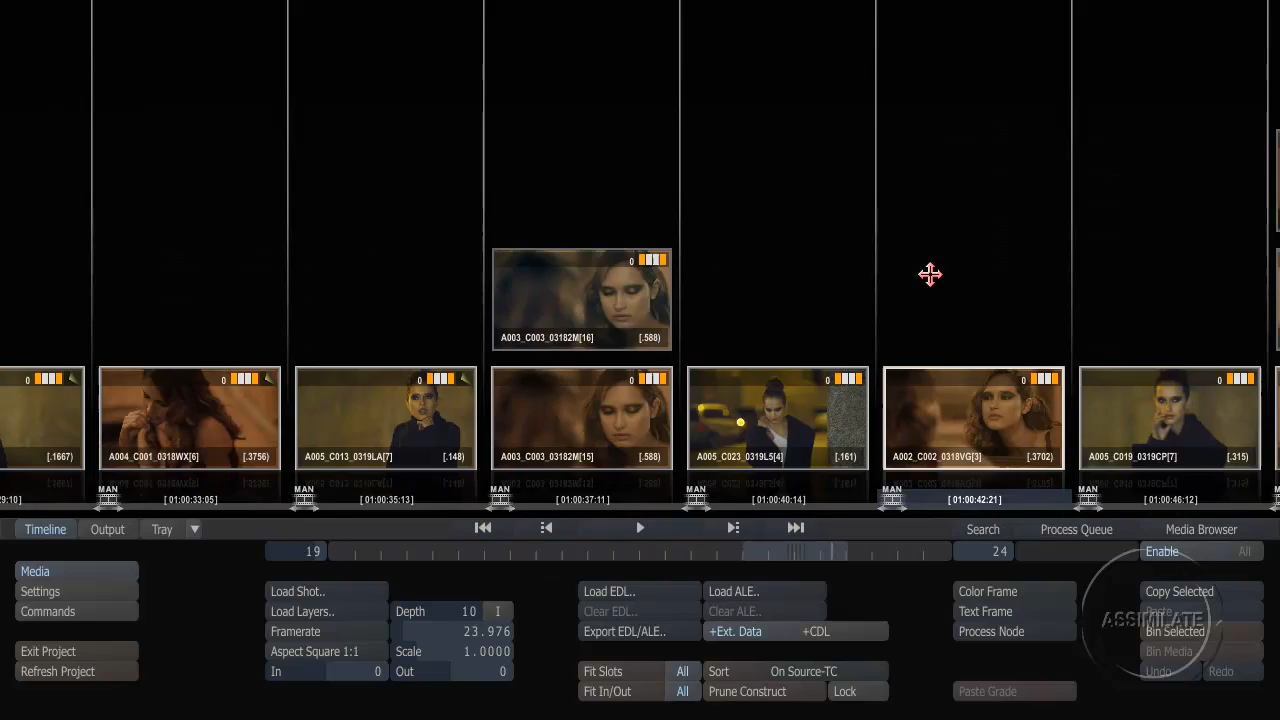 0
A003_C003_03182M[16] [.588)
0 0 0 0 0 0 0
[.1667) A004_C001_0318WX[6] [.3756) A005_C013_0319LA[7] [.148) A003_C003_03182M[15] [.588) A005_C023_0319L5[4] [.161) A002_C002_0318VG[3] [.3702) A005_C019_0319CP[7] [.315)
MAN MAN MAN MAN MAN MAN
29:10] [01:00:33:05] [01:00:35:13] [01:00:37:11] [01:00:40:14] [01:00:42:21] [01:00:46:12]
Timeline Output Tray Search Process Queue Media Browser
19 24 Enable All
Media
Settings
Commands
Exit Project
Refresh Project
Load Shot..
Load Layers.. Depth 10 I
Framerate 23.976
Aspect Square 1:1 Scale 1.0000
In 0 Out 0
Load EDL.. Load ALE..
Clear EDL.. Clear ALE..
Export EDL/ALE.. +Ext. Data +CDL
Fit Slots All Sort On Source-TC
Fit In/Out All Prune Construct Lock
Color Frame
Text Frame
Process Node
Paste Grade
Copy Selected
Paste
ASSIMILATE
Bin Selected
Bin Media
Undo Redo